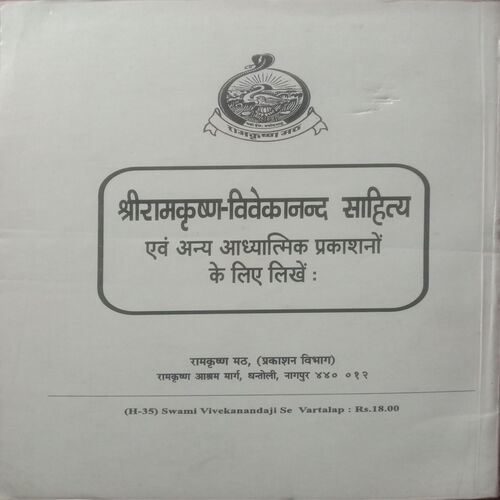 रामकृष्ण मठ
श्रीरामकृष्ण-विवेकानन्द साहित्य
एवं अन्य आध्यात्मिक प्रकाशनों
के लिए लिखें :
रामकृष्ण मठ, (प्रकाशन विभाग)
रामकृष्ण आश्रम मार्ग, धन्तोली, नागपुर ४४० ०१२
(H-35) Swami Vivekanandaji Se Vartalap : Rs.18.00